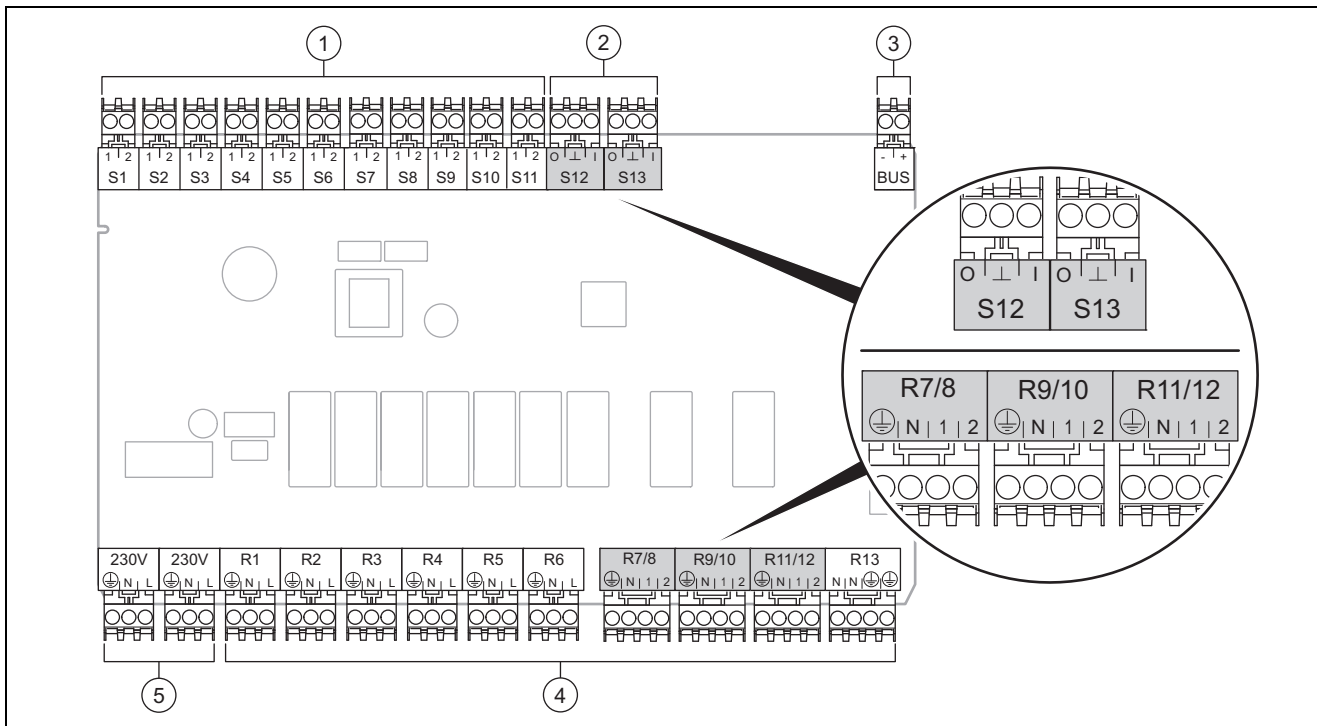 1 2 3
1 2 1 2 1 2 1 2 1 2 1 2 1 2 1 2 1 2 1 2 1 2 O ⊥ I O ⊥ I - +
S1 S2 S3 S4 S5 S6 S7 S8 S9 S10 S11 S12 S13 BUS
O ⊥ I O ⊥ I
S12 S13
R7/8 R9/10 R11/12
⏚ N 1 2 ⏚ N 1 2 ⏚ N 1 2
230V 230V R1 R2 R3 R4 R5 R6 R7/8 R9/10 R11/12 R13
⏚ N L ⏚ N L ⏚ N L ⏚ N L ⏚ N L ⏚ N L ⏚ N L ⏚ N L ⏚ N 1 2 ⏚ N 1 2 ⏚ N 1 2 N N ⏚ ⏚
5 4